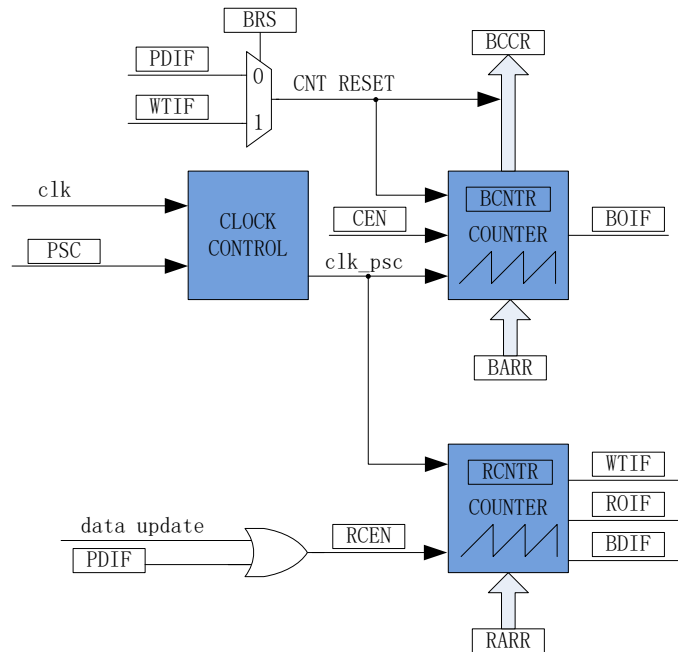 BRS
BCCR
PDIF
0
CNT RESET
WTIF
1
clk
CLOCK
CONTROL
BCNTR
CEN
COUNTER
BOIF
PSC
clk_psc
BARR
RCNTR
WTIF
COUNTER
ROIF
data update
RCEN
PDIF
BDIF
RARR